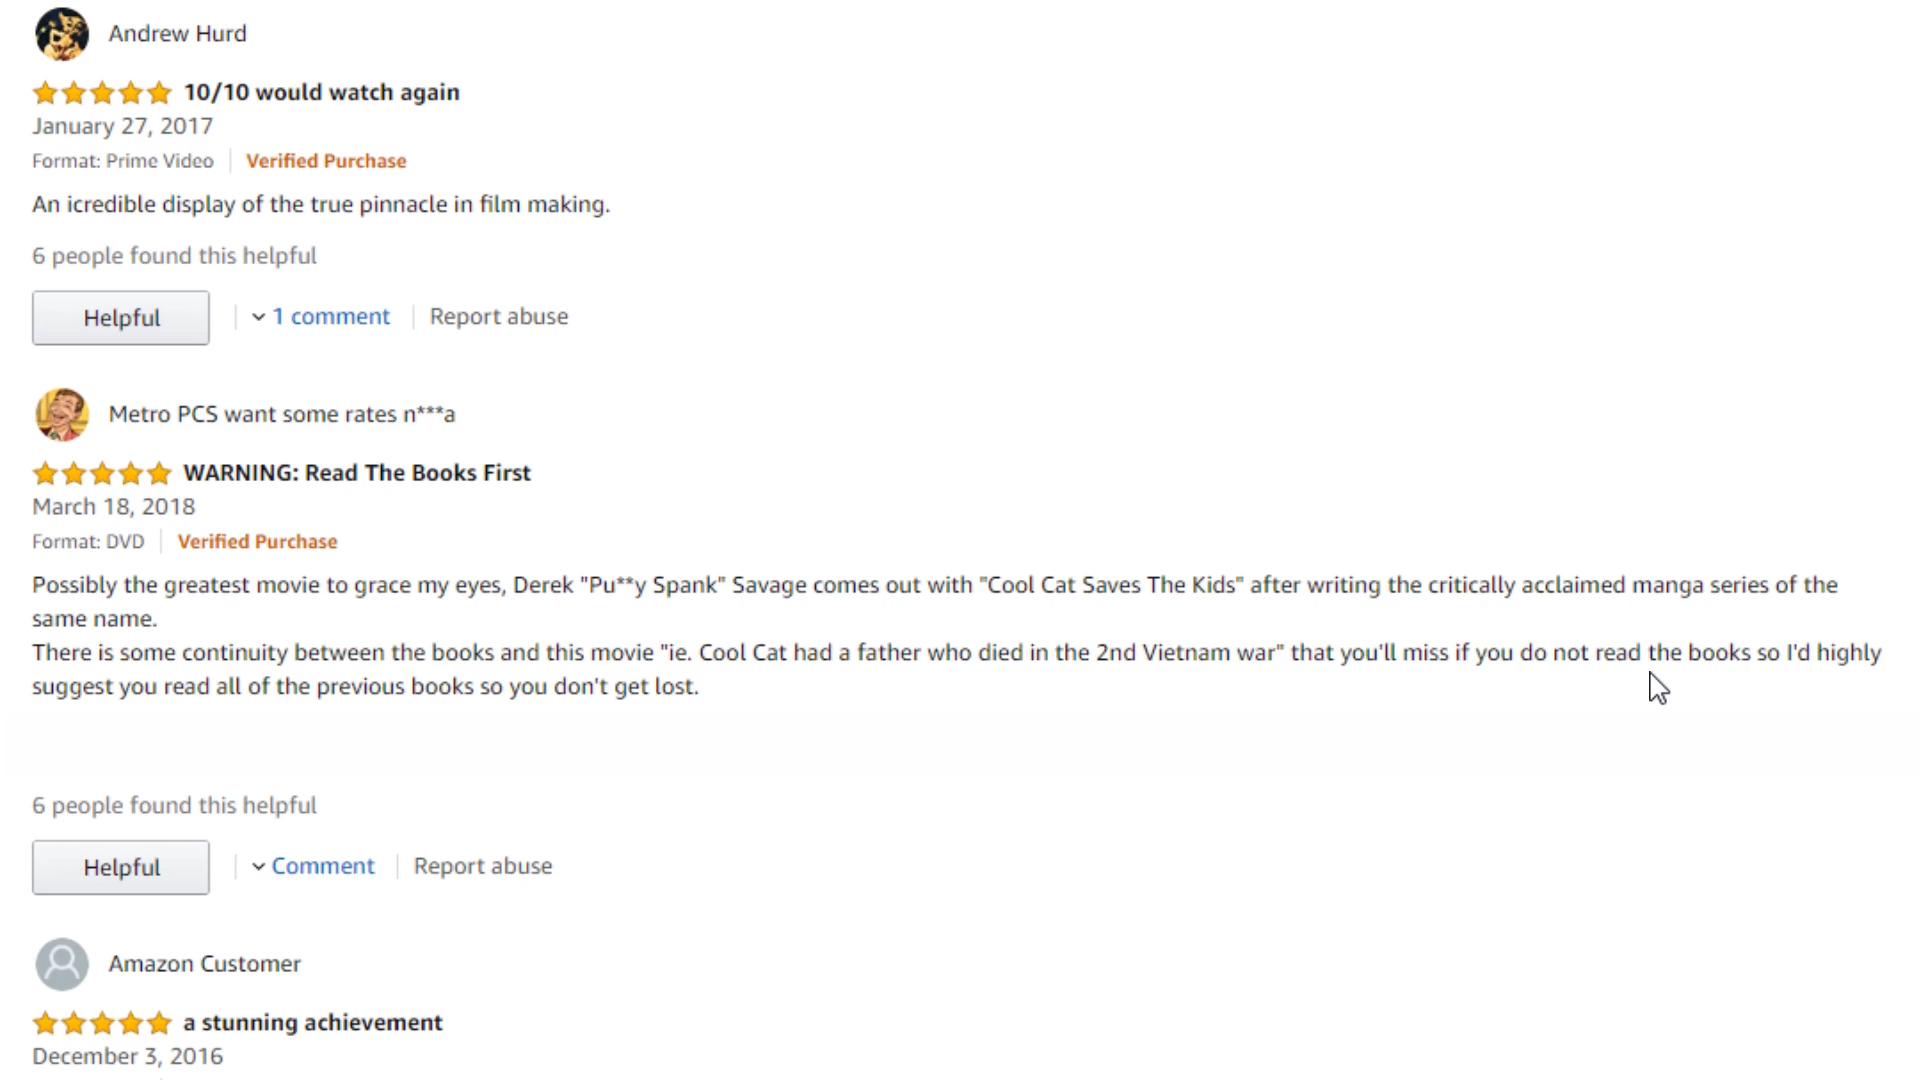 Andrew Hurd
10/10 would watch again
January 27, 2017
Format: Prime Video Verified Purchase
An icredible display of the true pinnacle in film making.
6 people found this helpful
Helpful 1 comment Report abuse
Metro PCS want some rates n***a
WARNING: Read The Books First
March 18, 2018
Format: DVD Verified Purchase
Possibly the greatest movie to grace my eyes, Derek "Pu**y Spank" Savage comes out with "Cool Cat Saves The Kids" after writing the critically acclaimed manga series of the
same name.
There is some continuity between the books and this movie "ie. Cool Cat had a father who died in the 2nd Vietnam war" that you'll miss if you do not read the books so I'd highly
suggest you read all of the previous books so you don't get lost.
6 people found this helpful
Helpful Comment Report abuse
Amazon Customer
a stunning achievement
December 3, 2016